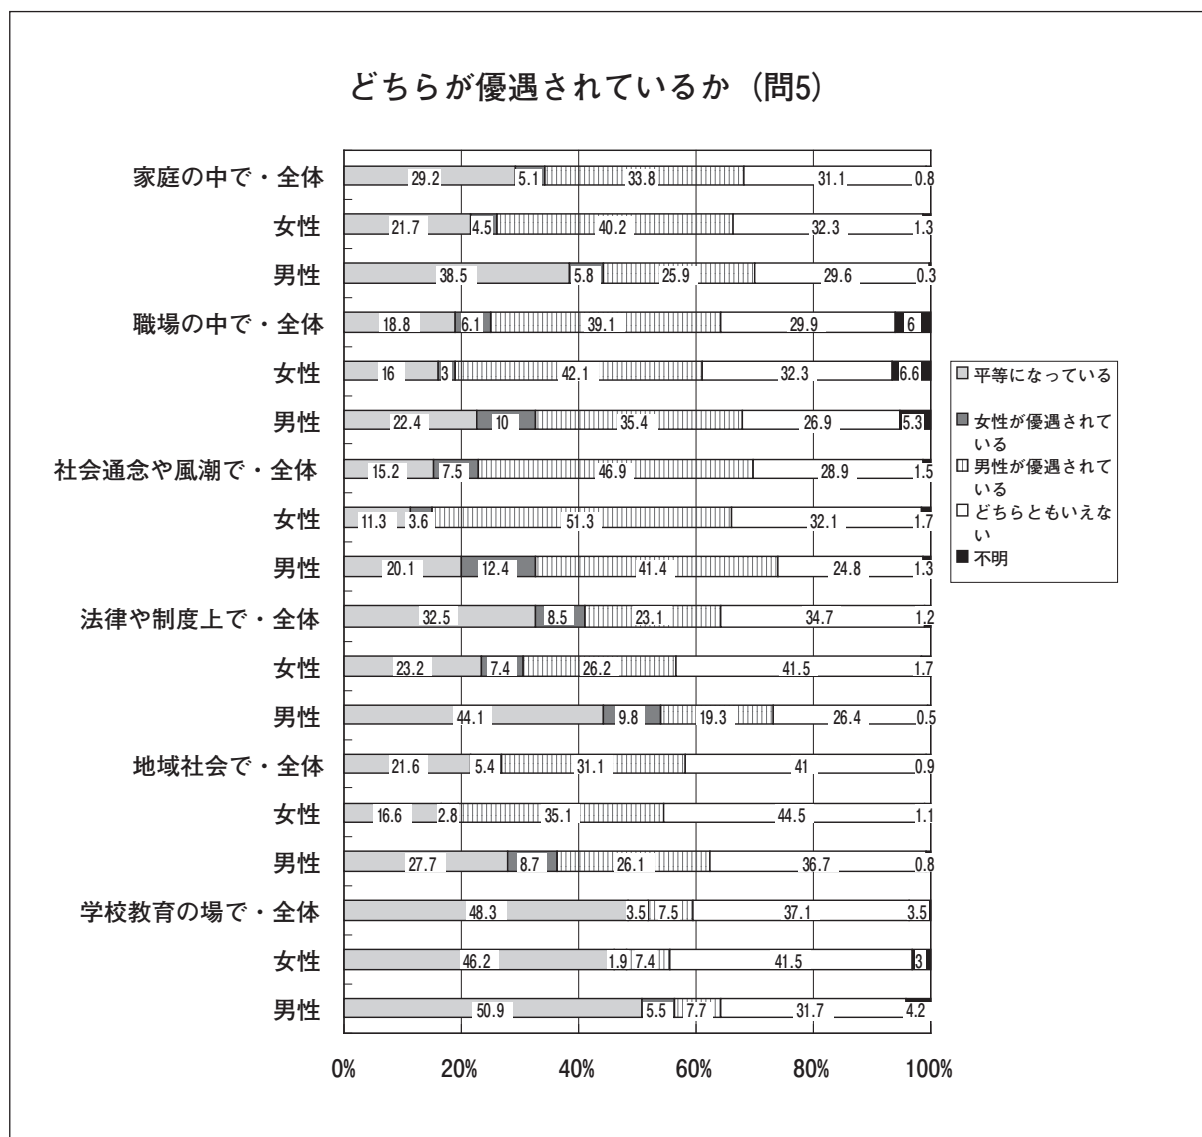 どちらが優遇されているか（問5）
家庭の中で・全体 29.2 5.1 33.8 31.1 0.8
女性 21.7 4.5 40.2 32.3 1.3
男性 38.5 5.8 25.9 29.6 0.3
職場の中で・全体 18.8 6.1 39.1 29.9 6
女性 16 3 42.1 32.3 6.6
男性 22.4 10 35.4 26.9 5.3
社会通念や風潮で・全体 15.2 7.5 46.9 28.9 1.5
女性 11.3 3.6 51.3 32.1 1.7
男性 20.1 12.4 41.4 24.8 1.3
法律や制度上で・全体 32.5 8.5 23.1 34.7 1.2
女性 23.2 7.4 26.2 41.5 1.7
男性 44.1 9.8 19.3 26.4 0.5
地域社会で・全体 21.6 5.4 31.1 41 0.9
女性 16.6 2.8 35.1 44.5 1.1
男性 27.7 8.7 26.1 36.7 0.8
学校教育の場で・全体 48.3 3.5 7.5 37.1 3.5
女性 46.2 1.9 7.4 41.5 3
男性 50.9 5.5 7.7 31.7 4.2
0% 20% 40% 60% 80% 100%
平等になっている
女性が優遇されて
いる
男性が優遇されて
いる
どちらともいえな
い
不明